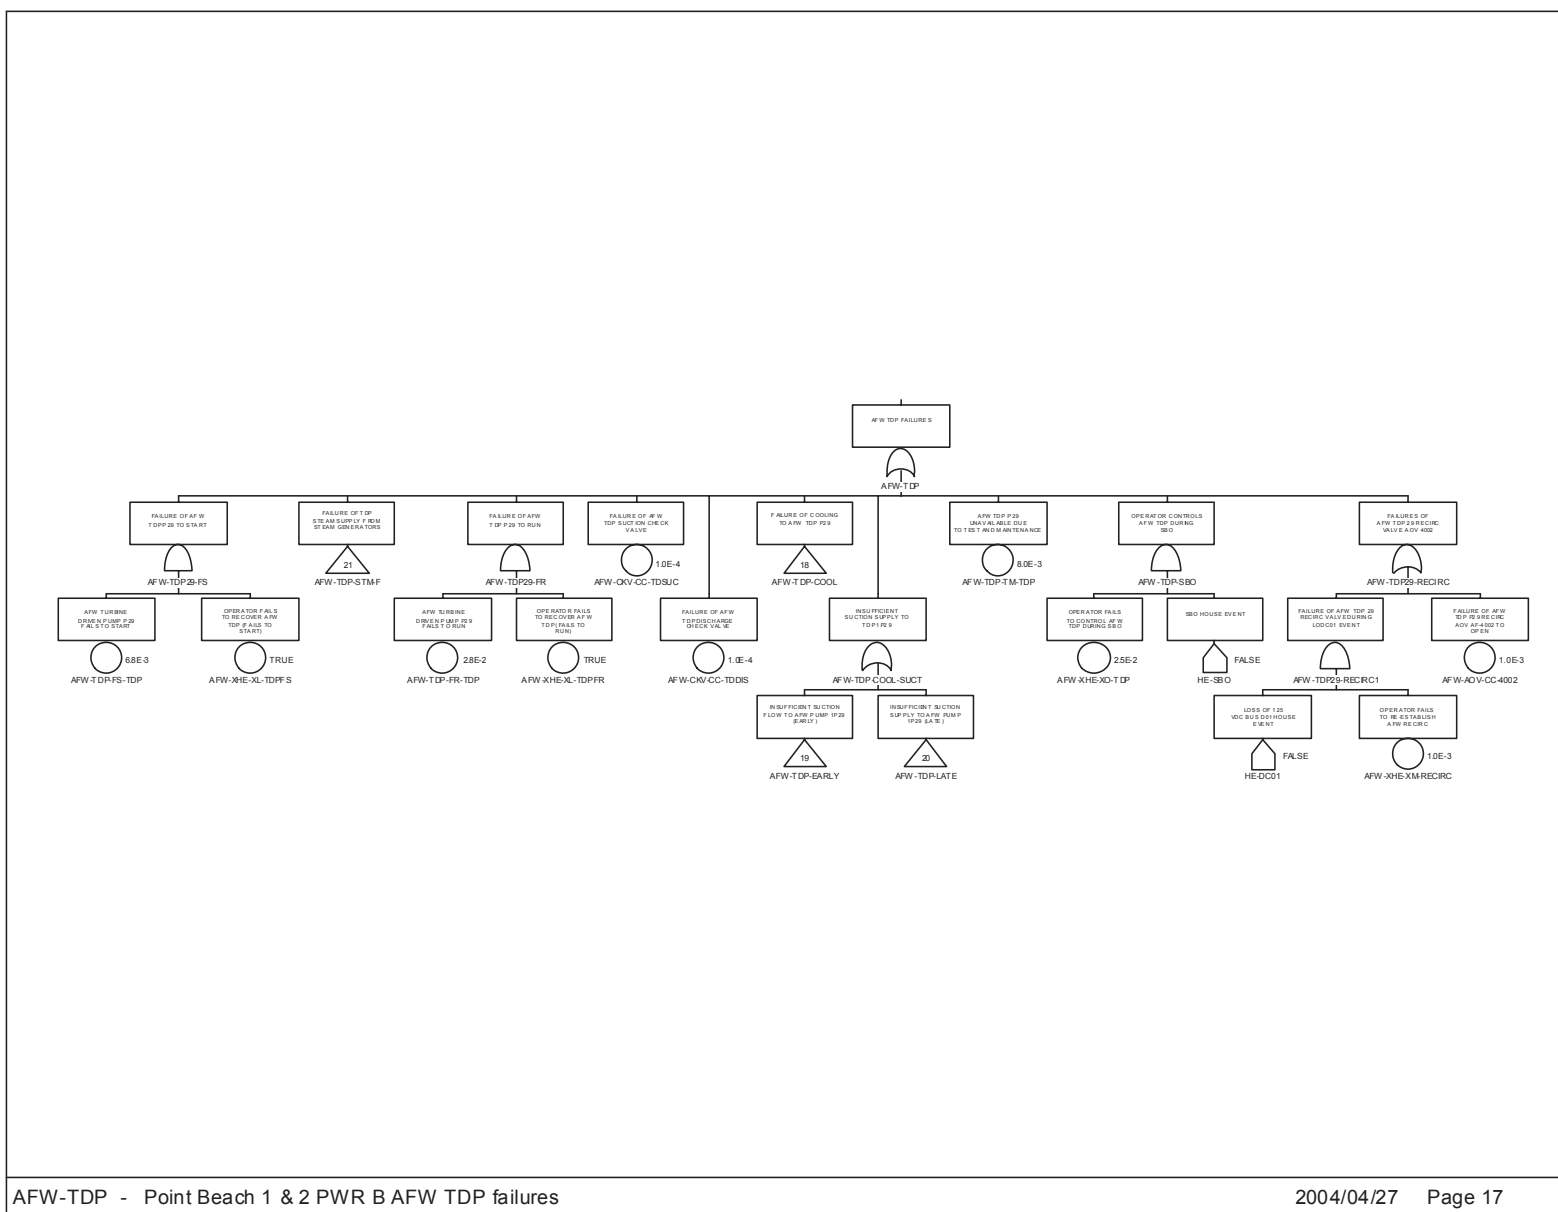 AFW TDP FAILURES
AFW-TDP
FAILURE OF AFW
TDP P29 TO START
AFW-TDP29-FS
FAILURE OF TDP
STEAM SUPPLY FROM
STEAM GENERATORS
21
AFW-TDP-STM-F
FAILURE OF AFW
TDP P29 TO RUN
AFW-TDP29-FR
FAILURE OF AFW
TDP SUCTION CHECK
VALVE
1.0E-4
AFW-CKV-CC-TDSUC
FAILURE OF COOLING
TO AFW TDP P29
18
AFW-TDP-COOL
AFW TDP P29
UNAVAILABLE DUE
TO TEST AND MAINTENANCE
8.0E-3
AFW-TDP-TM-TDP
OPERATOR CONTROLS
AFW TDP DURING
SBO
AFW-TDP-SBO
FAILURES OF
AFW TDP 29 RECIRC
VALVE AOV 4002
AFW-TDP29-RECIRC
AFW TURBINE
DRIVEN PUMP P29
FAILS TO START
6.8E-3
AFW-TDP-FS-TDP
OPERATOR FAILS
TO RECOVER AFW
TDP (FAILS TO
START)
TRUE
AFW-XHE-XL-TDPFS
AFW TURBINE
DRIVEN PUMP P29
FAILS TO RUN
2.8E-2
AFW-TDP-FR-TDP
OPERATOR FAILS
TO RECOVER AFW
TDP (FAILS TO
RUN)
TRUE
AFW-XHE-XL-TDPFR
FAILURE OF AFW
TDP DISCHARGE
CHECK VALVE
1.0E-4
AFW-CKV-CC-TDDIS
INSUFFICIENT
SUCTION SUPPLY TO
TDP 1P29
AFW-TDP-COOL-SUCT
OPERATOR FAILS
TO CONTROL AFW
TDP DURING SBO
2.5E-2
AFW-XHE-XO-TDP
SBO HOUSE EVENT
FALSE
HE-SBO
FAILURE OF AFW TDP 29
RECIRC VALVE DURING
LODC01 EVENT
AFW-TDP29-RECIRC1
FAILURE OF AFW
TDP P29 RECIRC
AOV AF-4002 TO
OPEN
1.0E-3
AFW-AOV-CC-4002
INSUFFICIENT SUCTION
FLOW TO AFW PUMP 1P29
(EARLY)
19
AFW-TDP-EARLY
INSUFFICIENT SUCTION
SUPPLY TO AFW PUMP
1P29 (LATE)
20
AFW-TDP-LATE
LOSS OF 125
VDC BUS D01 HOUSE
EVENT
FALSE
HE-DC01
OPERATOR FAILS
TO RE-ESTABLISH
AFW RECIRC
1.0E-3
AFW-XHE-XM-RECIRC
AFW-TDP - Point Beach 1 & 2 PWR B AFW TDP failures
2004/04/27 Page 17